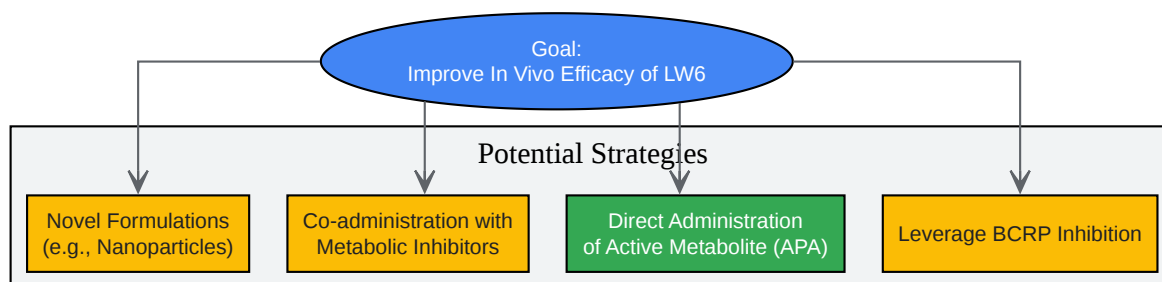 Goal:
Improve In Vivo Efficacy of LW6
Potential Strategies
Novel Formulations
(e.g., Nanoparticles)
Co-administration with
Metabolic Inhibitors
Direct Administration
of Active Metabolite (APA)
Leverage BCRP Inhibition